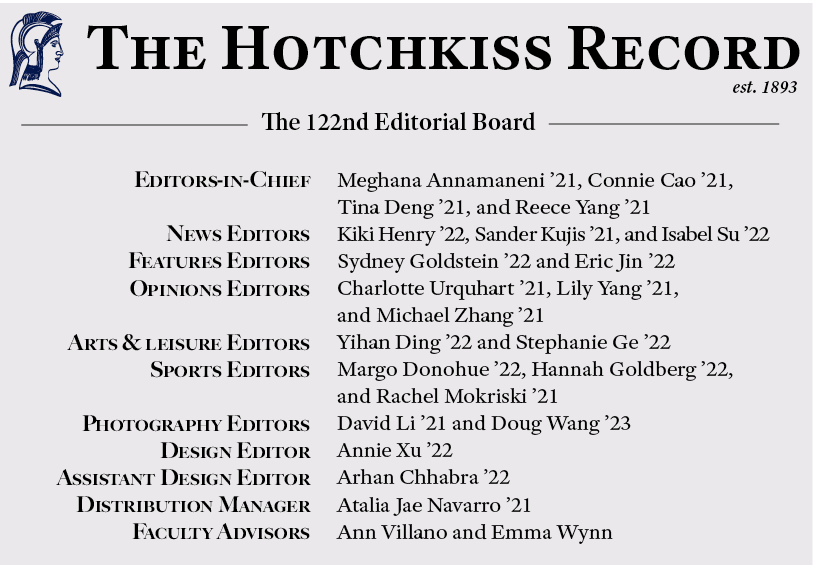 The Hotchkiss Record
est. 1893
The 122nd Editorial Board
Editors-in-Chief Meghana Annamaneni ’21, Connie Cao ’21,
Tina Deng ’21, and Reece Yang ’21
News Editors Kiki Henry ’22, Sander Kujis ’21, and Isabel Su ’22
Features Editors Sydney Goldstein ’22 and Eric Jin ’22
Opinions Editors Charlotte Urquhart ’21, Lily Yang ’21,
and Michael Zhang ’21
Arts & leisure Editors Yihan Ding ’22 and Stephanie Ge ’22
Sports Editors Margo Donohue ’22, Hannah Goldberg ’22,
and Rachel Mokriski ’21
Photography Editors David Li ’21 and Doug Wang ’23
Design Editor Annie Xu ’22
Assistant Design Editor Arhan Chhabra ’22
Distribution Manager Atalia Jae Navarro ’21
Faculty Advisors Ann Villano and Emma Wynn